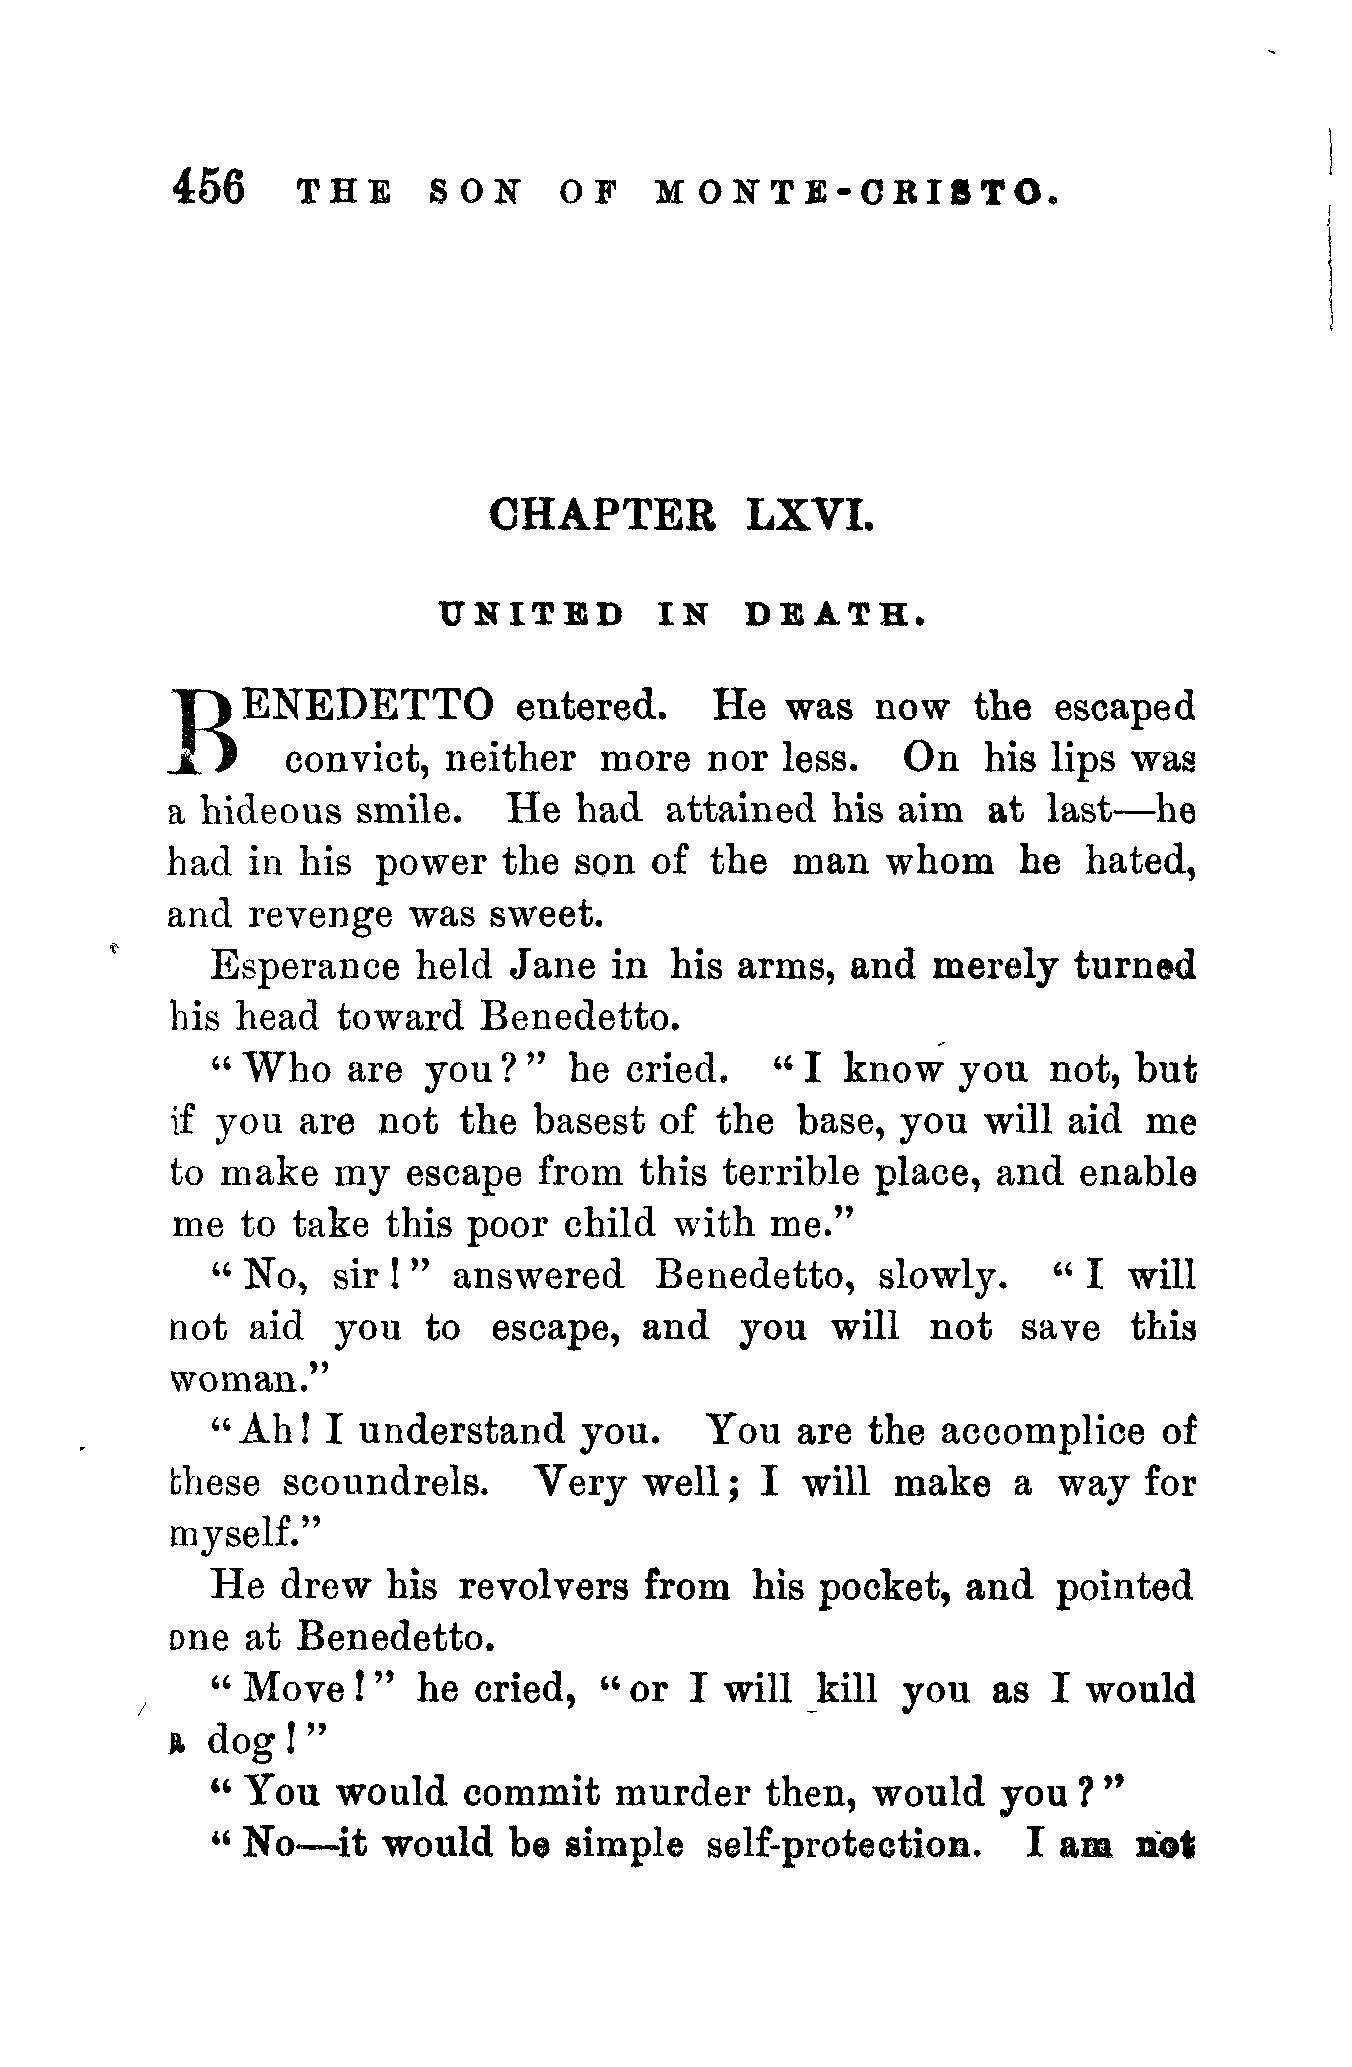 456 THE SON OF MONTE-CRISTO.
CHAPTER LXVI.
UNITED IN DEATH.
BENEDETTO entered. He was now the escaped
convict, neither more nor less. On his lips was
a hideous smile. He had attained his aim at last—he
had in his power the son of the man whom he hated,
and revenge was sweet.
Esperance held Jane in his arms, and merely turned
his head toward Benedetto.
"Who are you?" he cried. "I know you not, but
if you are not the basest of the base, you will aid me
to make my escape from this terrible place, and enable
me to take this poor child with me."
"No, sir!" answered Benedetto, slowly. "I will
not aid you to escape, and you will not save this
woman."
"Ah! I understand you. You are the accomplice of
these scoundrels. Very well; I will make a way for
myself."
He drew his revolvers from his pocket, and pointed
one at Benedetto.
"Move!" he cried, "or I will kill you as I would
a dog!"
"You would commit murder then, would you?"
"No—it would be simple self-protection. I am not